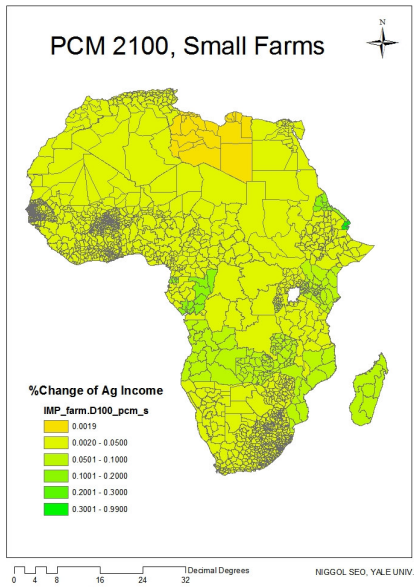 N
PCM 2100, Small Farms
%Change of Ag Income
IMP_farm.D100_pcm_s
0.0019
0.0020 - 0.0500
0.0501 - 0.1000
0.1001 - 0.2000
0.2001 - 0.3000
0.3001 - 0.9900
Decimal Degrees
0 4 8 16 24 32
NIGGOL SEO, YALE UNIV.